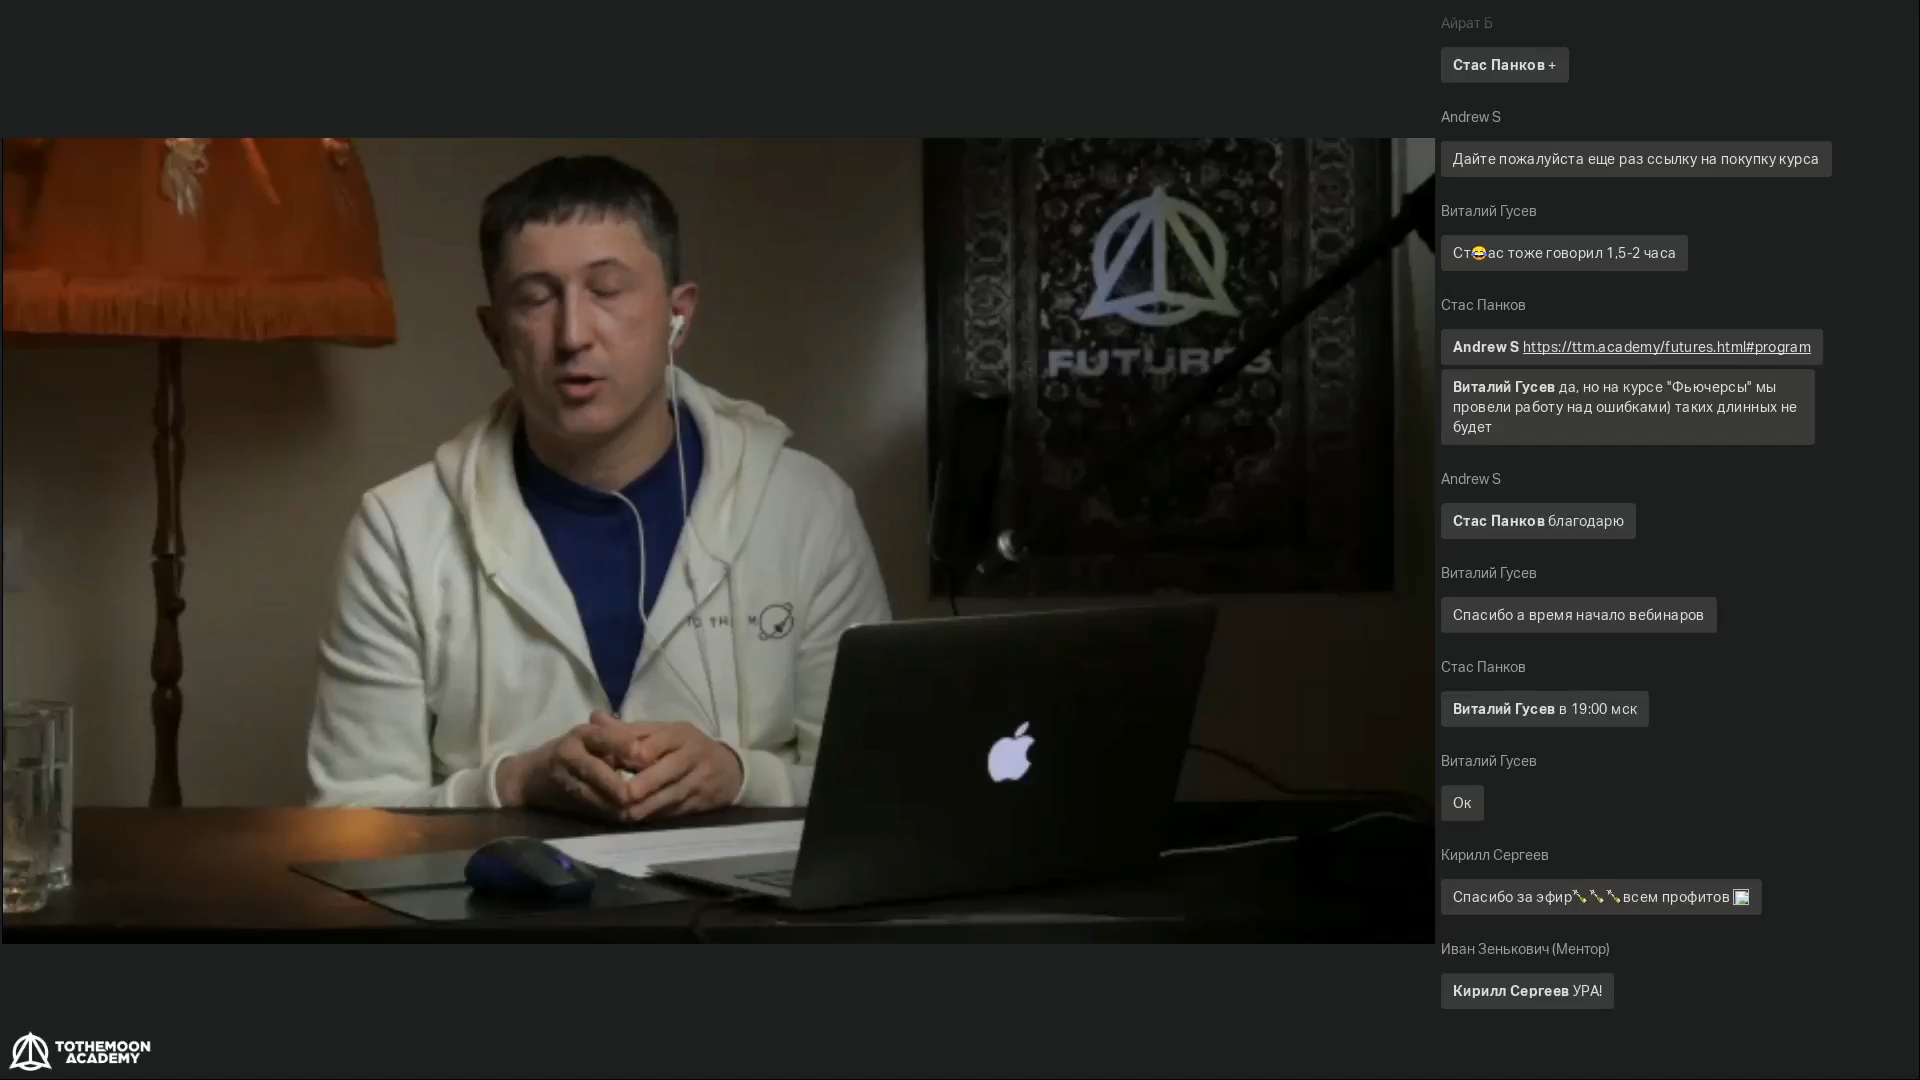 Айрат Б
Стас Панков +
Andrew S
Дайте пожалуйста еще раз ссылку на покупку курса
Виталий Гусев
Ст😂ас тоже говорил 1,5-2 часа
Стас Панков
Andrew S https://ttm.academy/futures.html#program
Виталий Гусев да, но на курсе "Фьючерсы" мы
провели работу над ошибками) таких длинных не
будет
Andrew S
Стас Панков благодарю
Виталий Гусев
Спасибо а время начало вебинаров
Стас Панков
Виталий Гусев в 19:00 мск
Виталий Гусев
Ок
Кирилл Сергеев
Спасибо за эфир🍾🍾🍾всем профитов
Иван Зенькович (Ментор)
Кирилл Сергеев УРА!
FUTURES
TOTHEMOON
ACADEMY